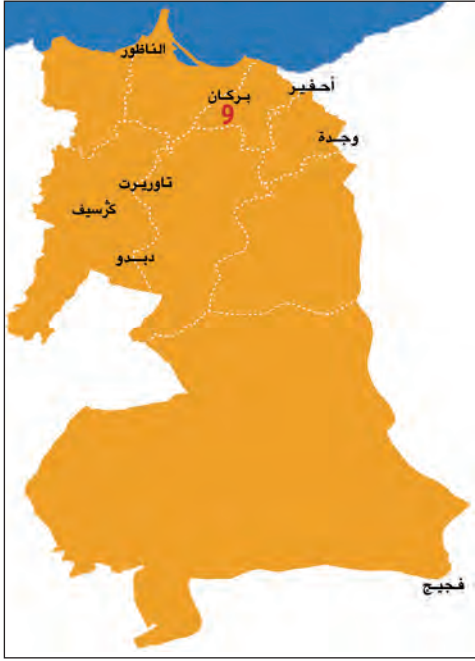 الناظور
أحفير
بركان
9
وجدة
تاوريرت
كرسيف
دبدو
فجيج